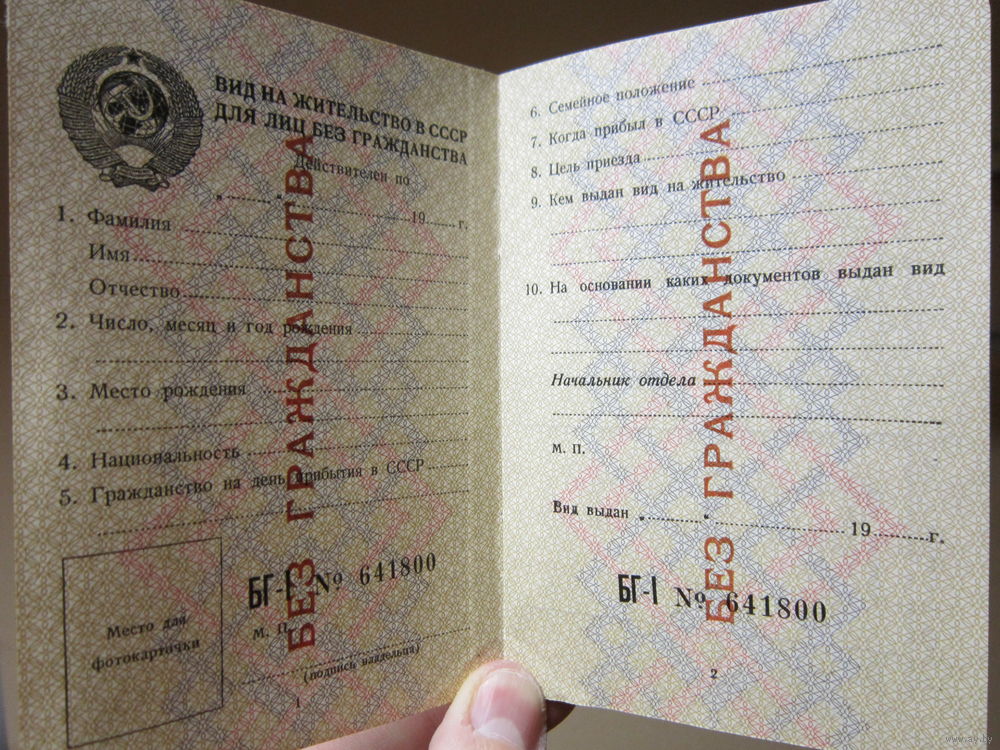 ВИД НА ЖИТЕЛЬСТВО В СССР
ДЛЯ ЛИЦ БЕЗ ГРАЖДАНСТВА
Действителен по
19 г.
1. Фамилия
Имя
Отчество
2. Число, месяц и год рождения
3. Место рождения
4. Национальность
5. Гражданство на день прибытия в СССР
Место для
фотокарточки
БГ-I № 641800
М. П.
(подпись владельца)
1
БЕЗ ГРАЖДАНСТВА
6. Семейное положение
7. Когда прибыл в СССР
8. Цель приезда
9. Кем выдан вид на жительство
10. На основании каких документов выдан вид
Начальник отдела
М. П.
Вид выдан 19 г.
БГ-I № 641800
2
БЕЗ ГРАЖДАНСТВА
www.ay.by